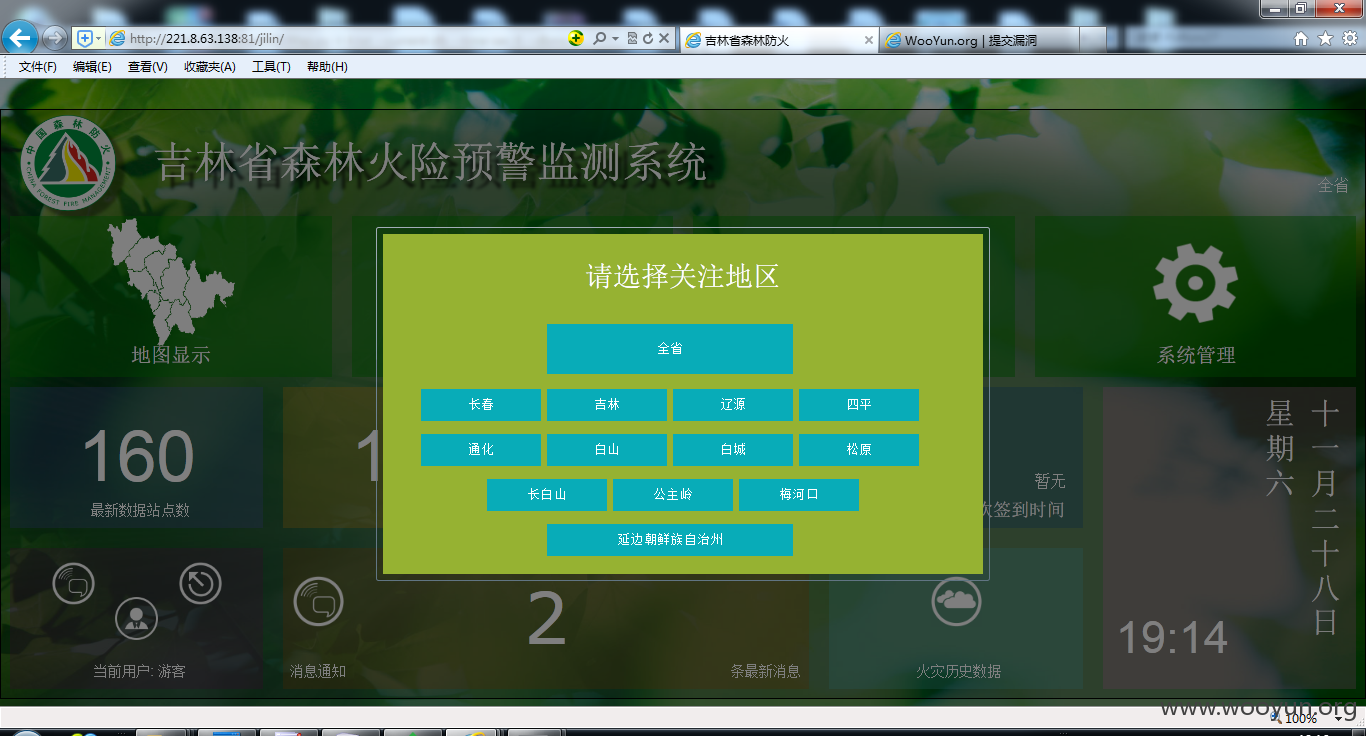 http://221.8.63.138:81/jilin/
吉林省森林防火
WooYun.org | 提交漏洞
文件(F) 编辑(E) 查看(V) 收藏夹(A) 工具(T) 帮助(H)
中国森林防火
CHINA FOREST FIRE MANAGEMENT
吉林省森林火险预警监测系统
全省
请选择关注地区
全省
长春 吉林 辽源 四平
通化 白山 白城 松原
长白山 公主岭 梅河口
延边朝鲜族自治州
地图显示
系统管理
160
最新数据站点数
1
暂无
次签到时间
十一月二十八日
星期六
19:14
当前用户: 游客
消息通知
2
条最新消息
火灾历史数据
www.wooyun.org
100%